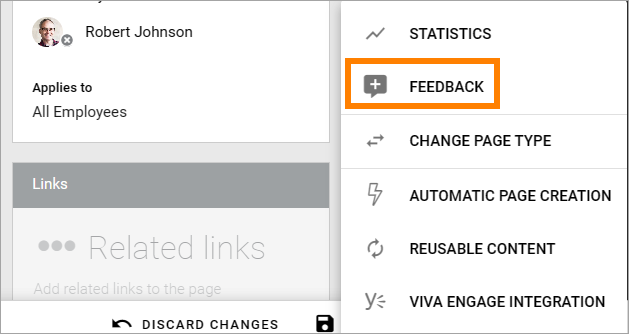 Robert Johnson
Applies to
All Employees
Links
Related links
Add related links to the page
DISCARD CHANGES
STATISTICS
FEEDBACK
CHANGE PAGE TYPE
AUTOMATIC PAGE CREATION
REUSABLE CONTENT
VIVA ENGAGE INTEGRATION